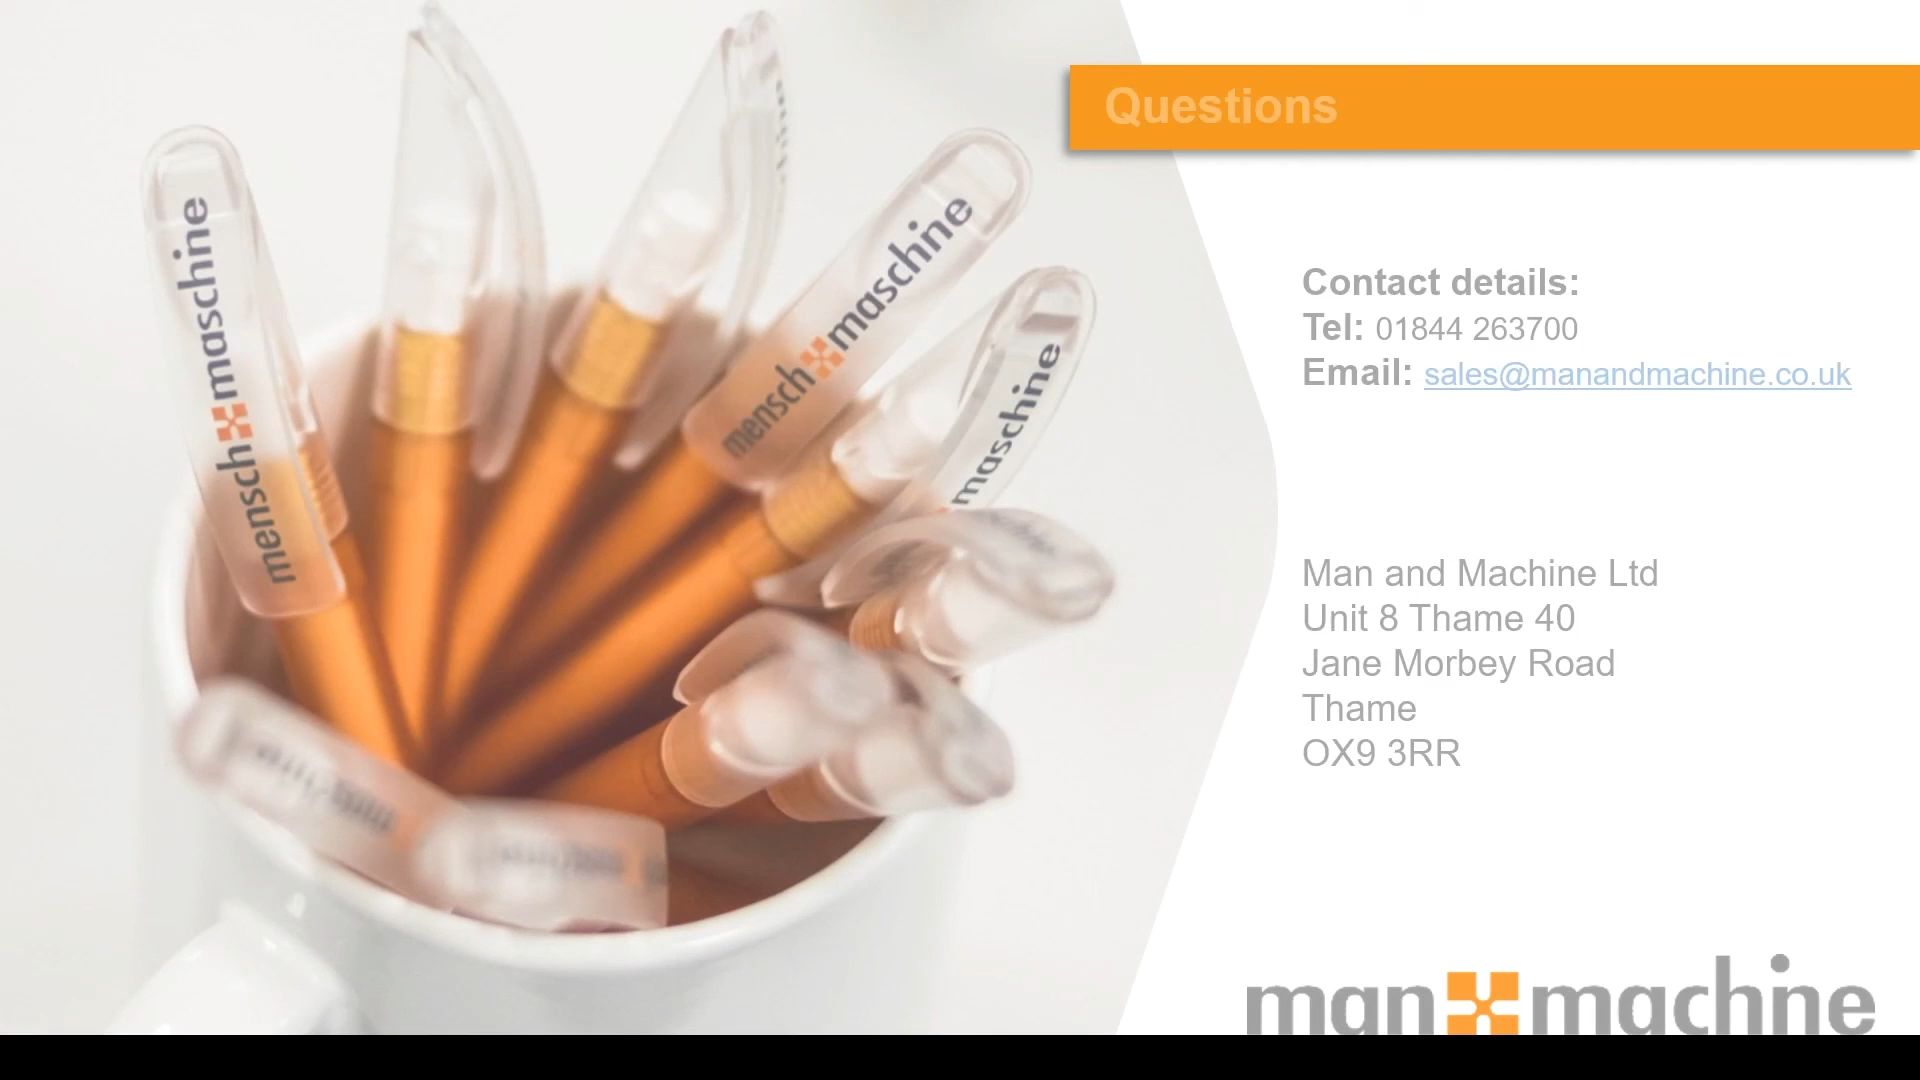 Questions
Contact details:
Tel: 01844 263700
Email: sales@manandmachine.co.uk
Man and Machine Ltd
Unit 8 Thame 40
Jane Morbey Road
Thame
OX9 3RR
man machine
mensch maschine
mensch maschine
maschine